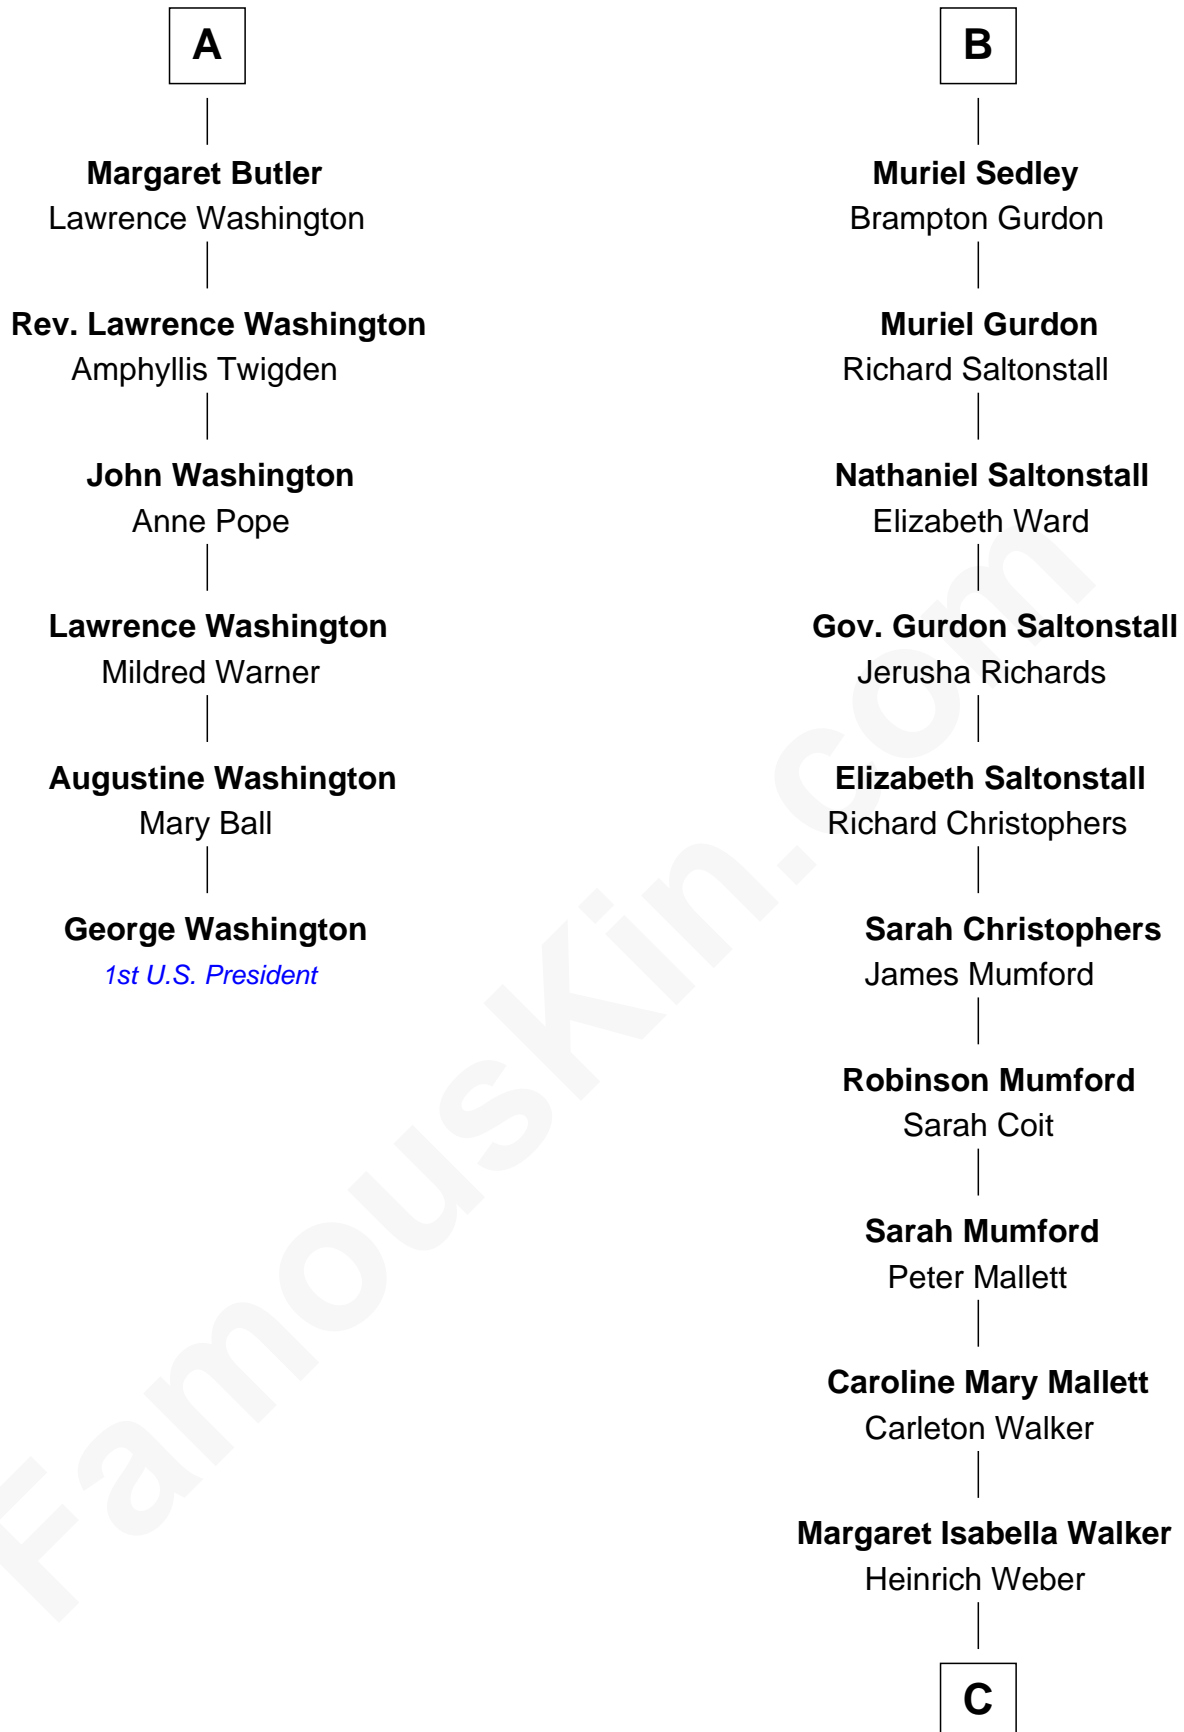 A
Margaret Butler
Lawrence Washington
Rev. Lawrence Washington
Amphyllis Twigden
John Washington
Anne Pope
Lawrence Washington
Mildred Warner
Augustine Washington
Mary Ball
George Washington
1st U.S. President
B
Muriel Sedley
Brampton Gurdon
Muriel Gurdon
Richard Saltonstall
Nathaniel Saltonstall
Elizabeth Ward
Gov. Gurdon Saltonstall
Jerusha Richards
Elizabeth Saltonstall
Richard Christophers
Sarah Christophers
James Mumford
Robinson Mumford
Sarah Coit
Sarah Mumford
Peter Mallett
Caroline Mary Mallett
Carleton Walker
Margaret Isabella Walker
Heinrich Weber
C
FamousKin.com